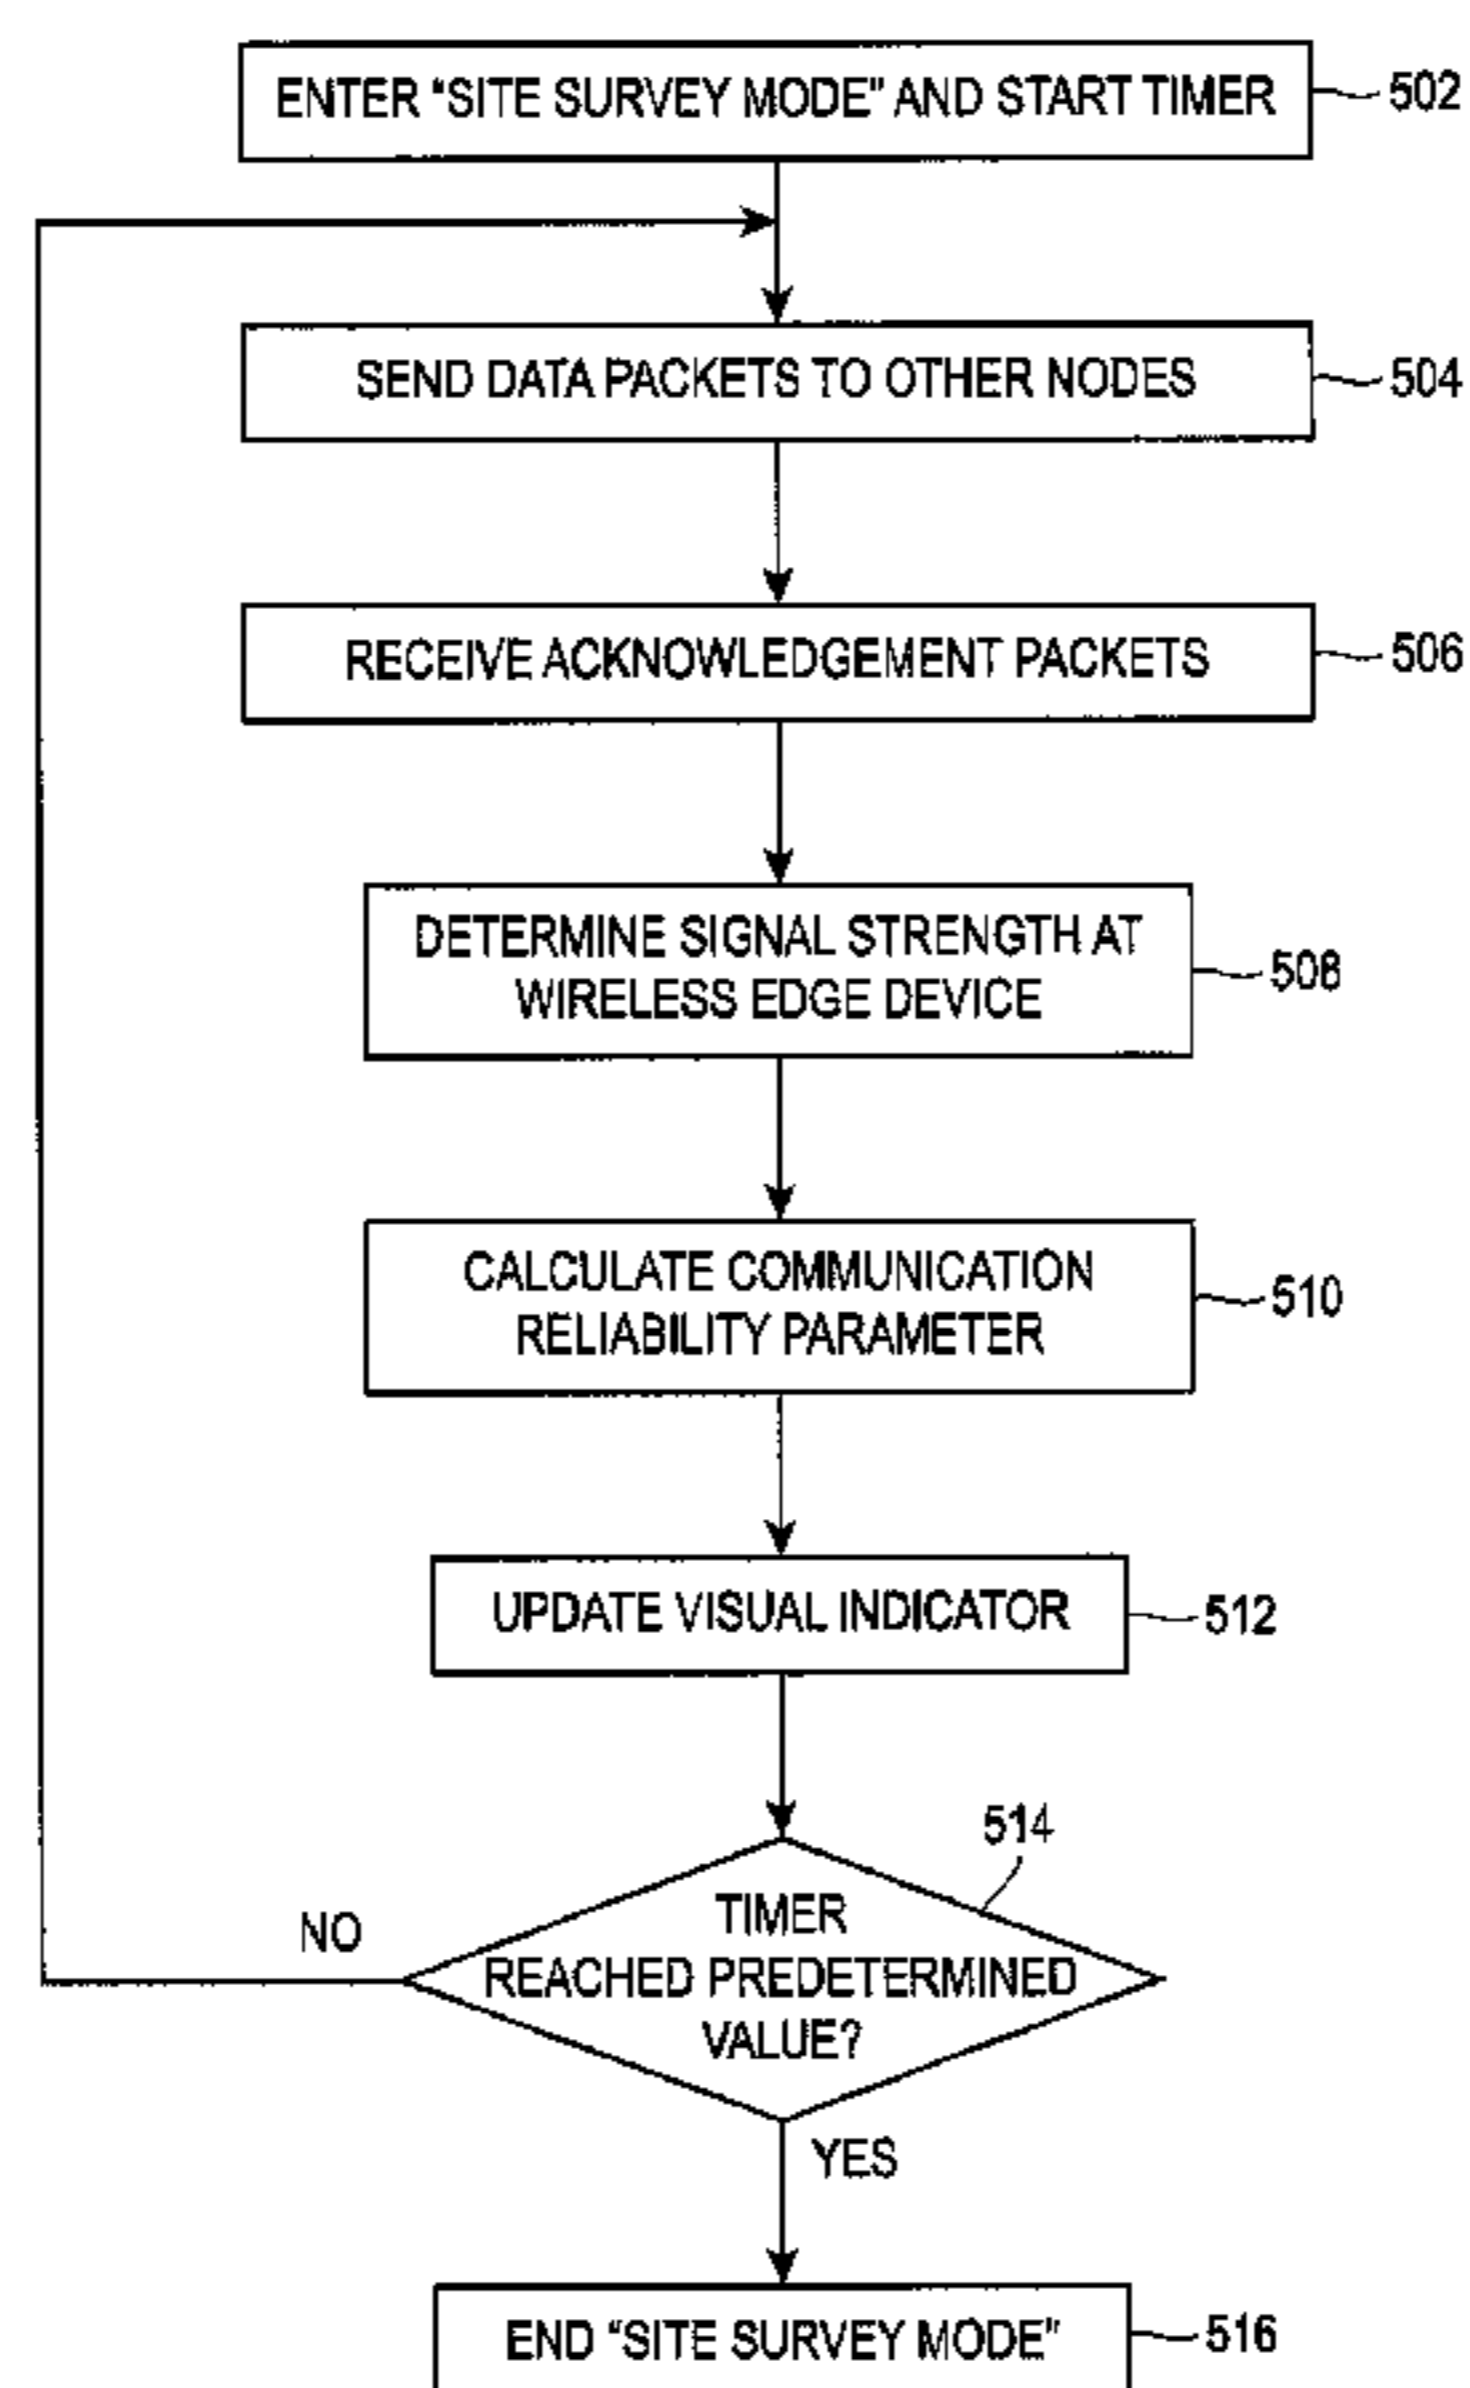 ENTER "SITE SURVEY MODE" AND START TIMER
502
SEND DATA PACKETS TO OTHER NODES
504
RECEIVE ACKNOWLEDGEMENT PACKETS
506
DETERMINE SIGNAL STRENGTH AT
WIRELESS EDGE DEVICE
508
CALCULATE COMMUNICATION
RELIABILITY PARAMETER
510
UPDATE VISUAL INDICATOR
512
514
TIMER
REACHED PREDETERMINED
VALUE?
NO
YES
END "SITE SURVEY MODE"
516